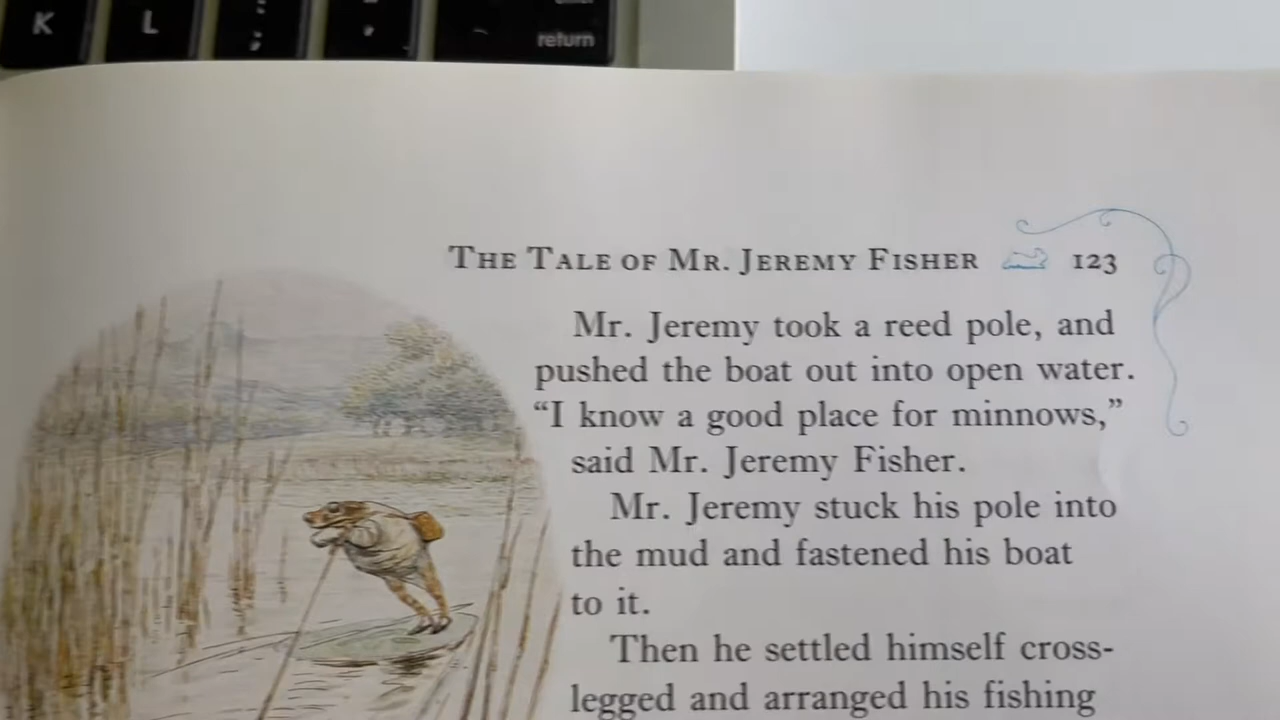 K L : ; " ' return
THE TALE OF MR. JEREMY FISHER 123
Mr. Jeremy took a reed pole, and
pushed the boat out into open water.
“I know a good place for minnows,”
said Mr. Jeremy Fisher.
Mr. Jeremy stuck his pole into
the mud and fastened his boat
to it.
Then he settled himself cross-
legged and arranged his fishing